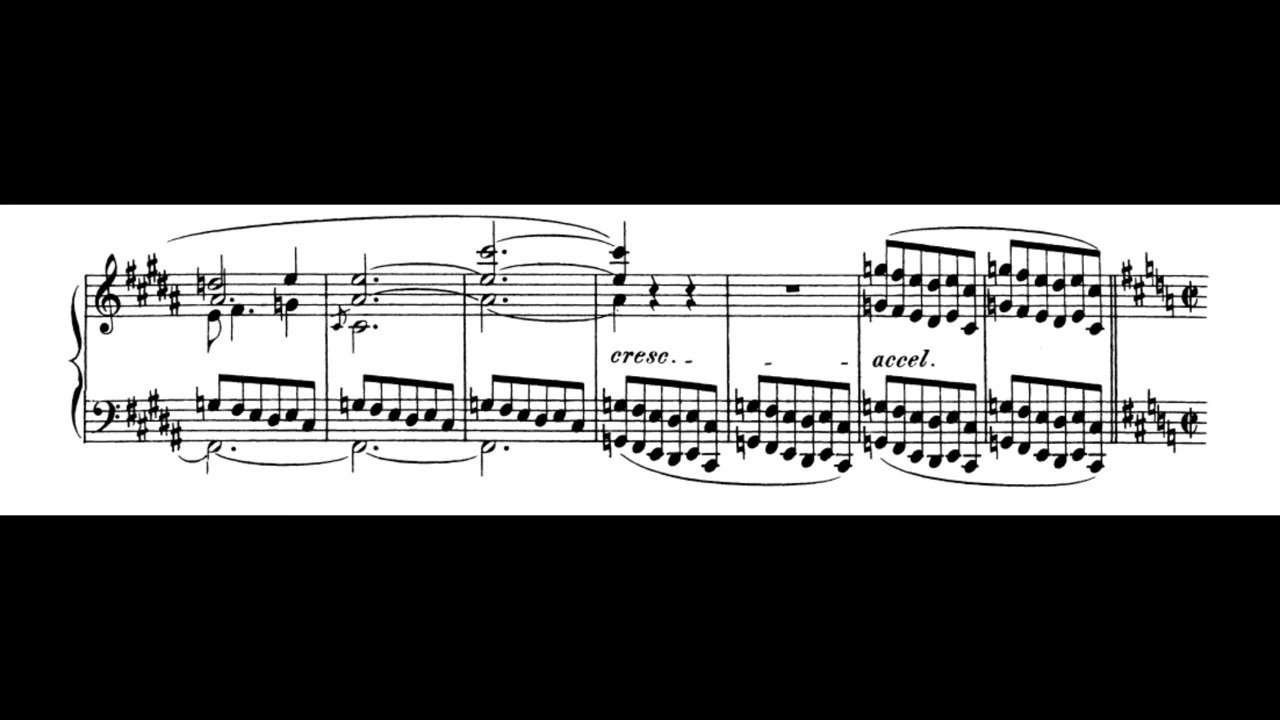 cresc. - - - accel.